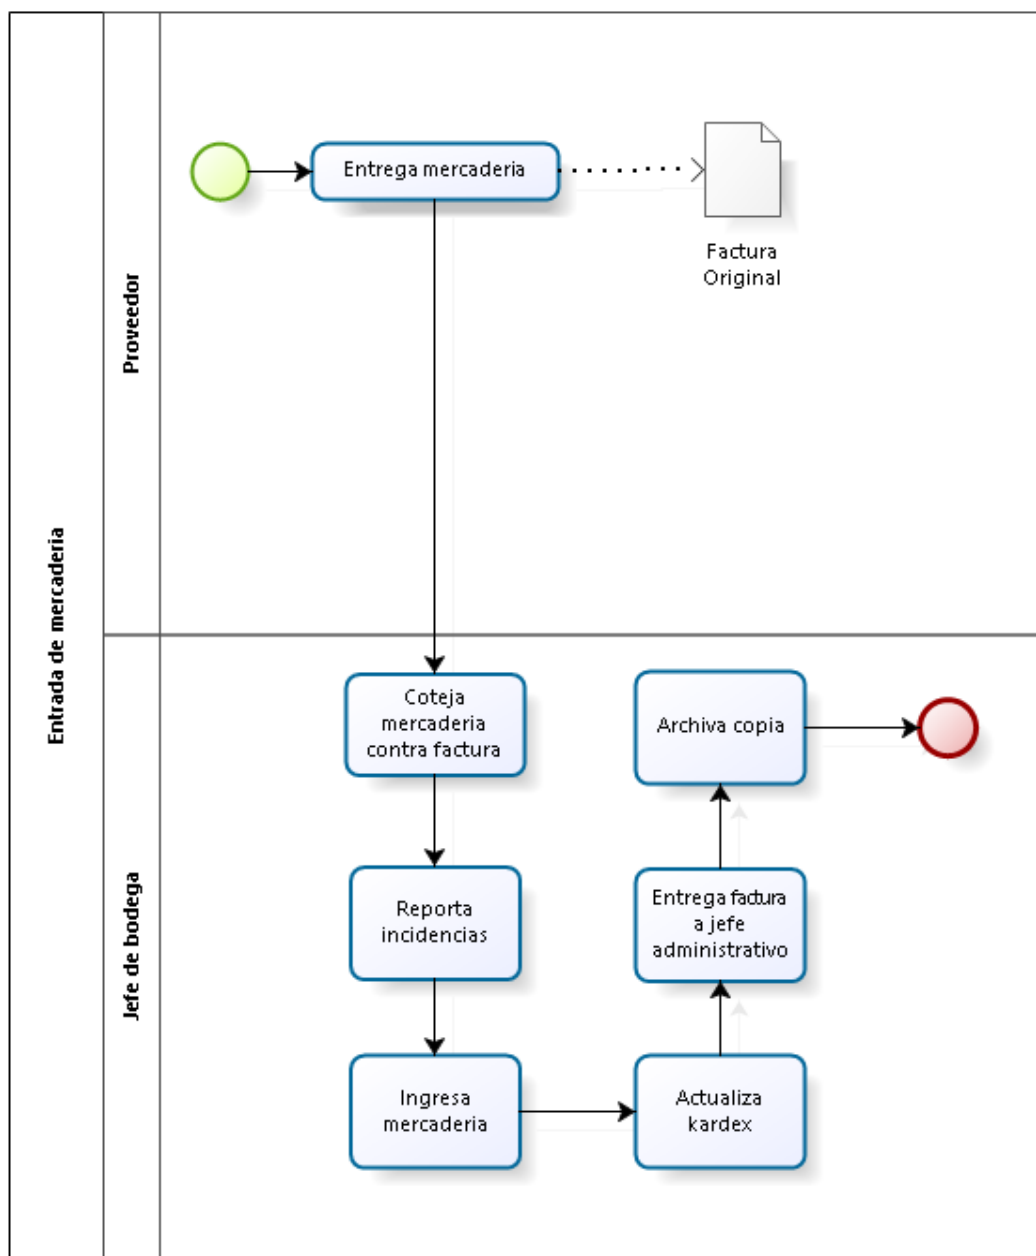 Entrada de mercaderia
Proveedor
Entrega mercaderia
Factura
Original
Jefe de bodega
Coteja
mercaderia
contra factura
Reporta
incidencias
Ingresa
mercaderia
Actualiza
kardex
Entrega factura
a jefe
administrativo
Archiva copia